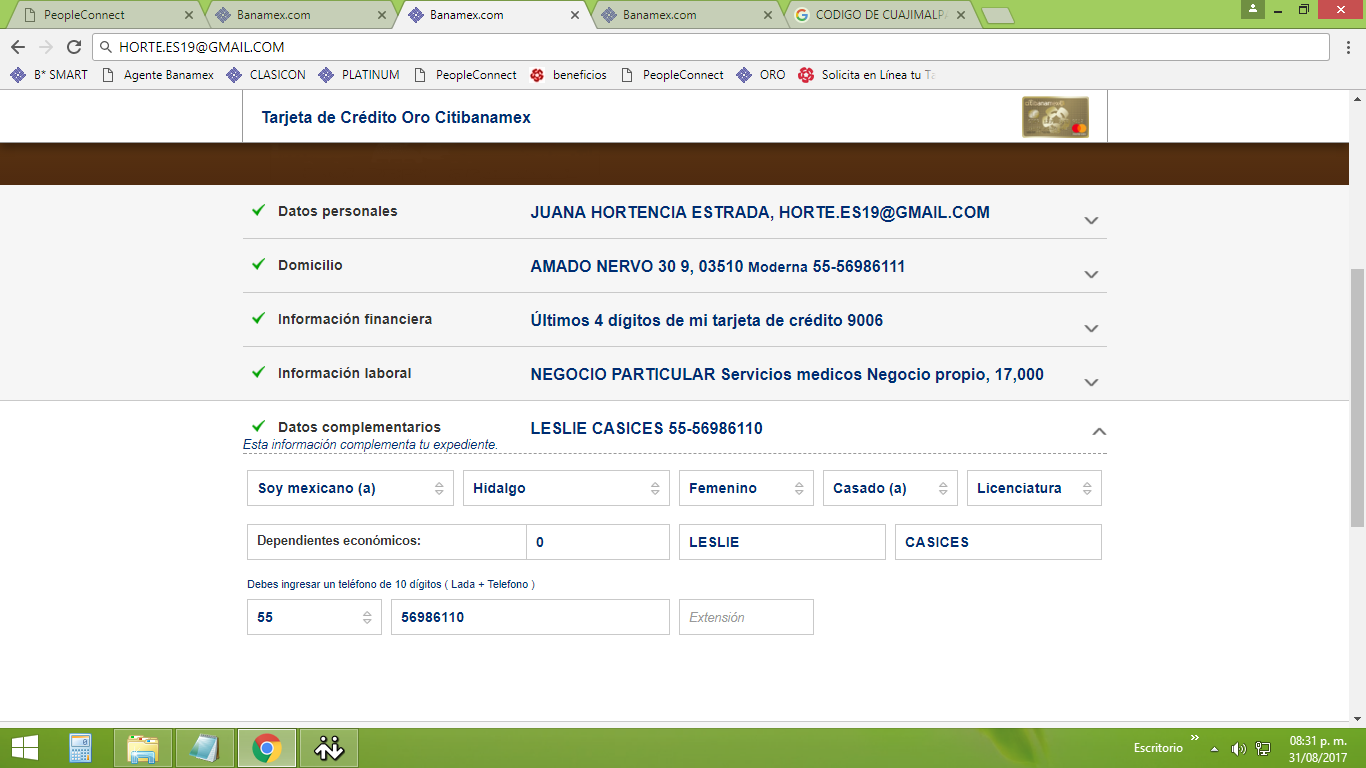 PeopleConnect
Banamex.com
Banamex.com
Banamex.com
CODIGO DE CUAJIMALPA
HORTE.ES19@GMAIL.COM
B* SMART
Agente Banamex
CLASICON
PLATINUM
PeopleConnect
beneficios
PeopleConnect
ORO
Solicita en Línea tu Ta
Tarjeta de Crédito Oro Citibanamex
Datos personales
JUANA HORTENCIA ESTRADA, HORTE.ES19@GMAIL.COM
Domicilio
AMADO NERVO 30 9, 03510 Moderna 55-56986111
Información financiera
Últimos 4 dígitos de mi tarjeta de crédito 9006
Información laboral
NEGOCIO PARTICULAR Servicios medicos Negocio propio, 17,000
Datos complementarios
LESLIE CASICES 55-56986110
Esta información complementa tu expediente.
Soy mexicano (a)
Hidalgo
Femenino
Casado (a)
Licenciatura
Dependientes económicos:
0
LESLIE
CASICES
Debes ingresar un teléfono de 10 dígitos ( Lada + Telefono )
55
56986110
Extensión
Escritorio
08:31 p. m.
31/08/2017